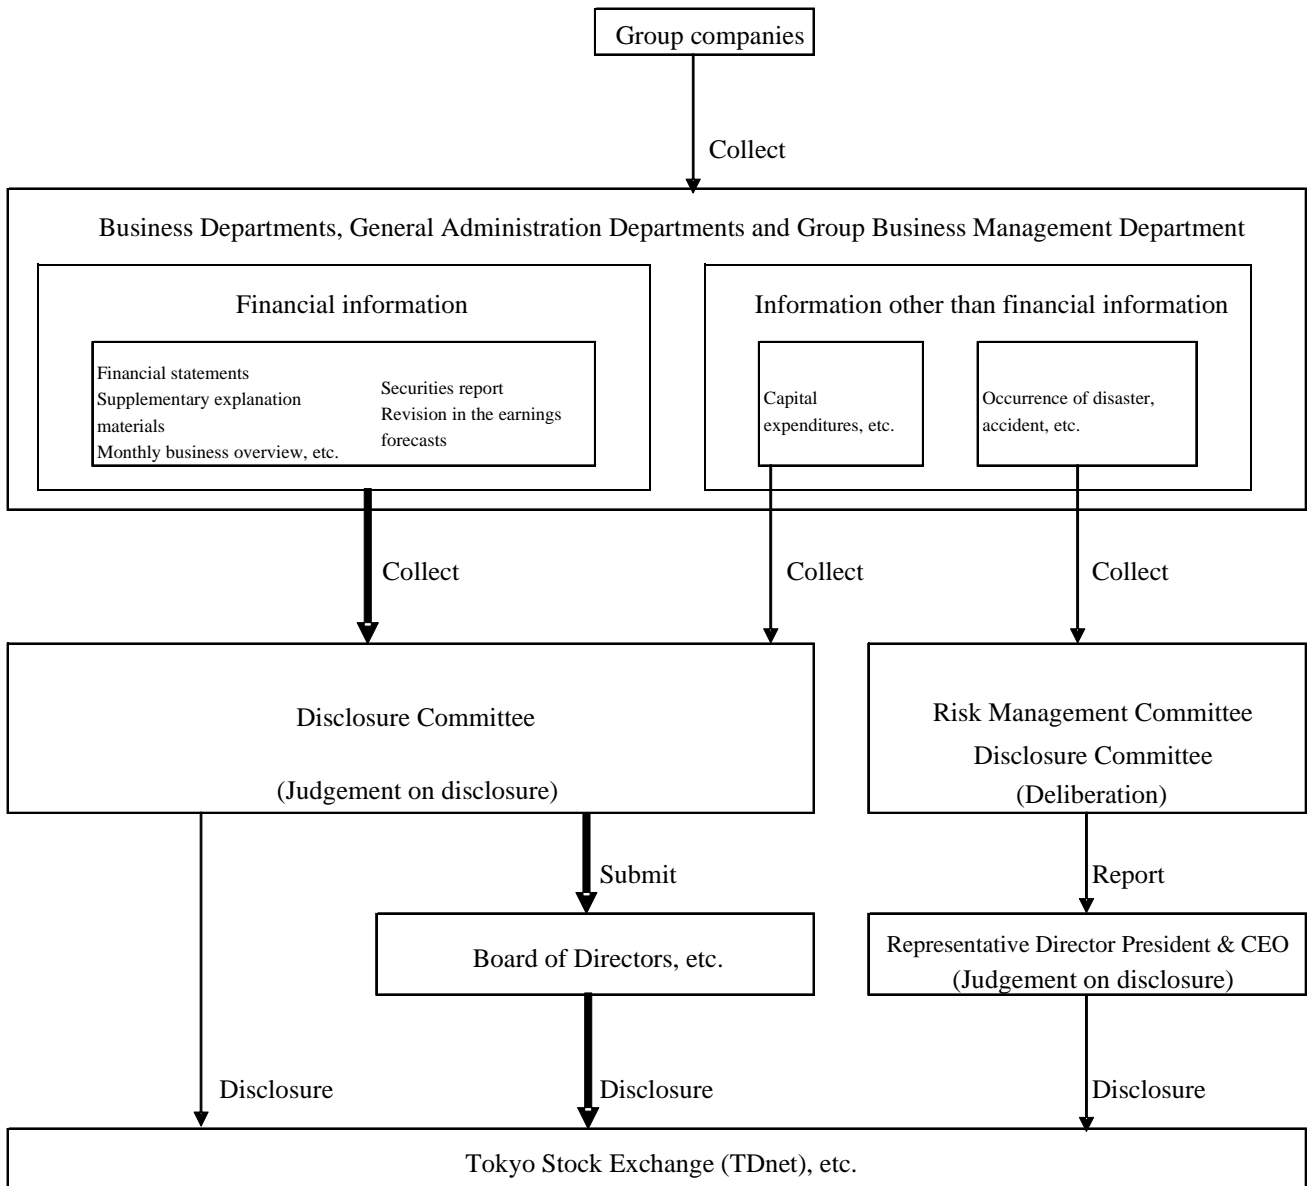 Group companies
Collect
Business Departments, General Administration Departments and Group Business Management Department
Financial information
Financial statements
Supplementary explanation
materials
Monthly business overview, etc.
Securities report
Revision in the earnings
forecasts
Information other than financial information
Capital
expenditures, etc.
Occurrence of disaster,
accident, etc.
Collect
Collect
Collect
Disclosure Committee
(Judgement on disclosure)
Risk Management Committee
Disclosure Committee
(Deliberation)
Submit
Report
Board of Directors, etc.
Representative Director President & CEO
(Judgement on disclosure)
Disclosure
Disclosure
Disclosure
Tokyo Stock Exchange (TDnet), etc.